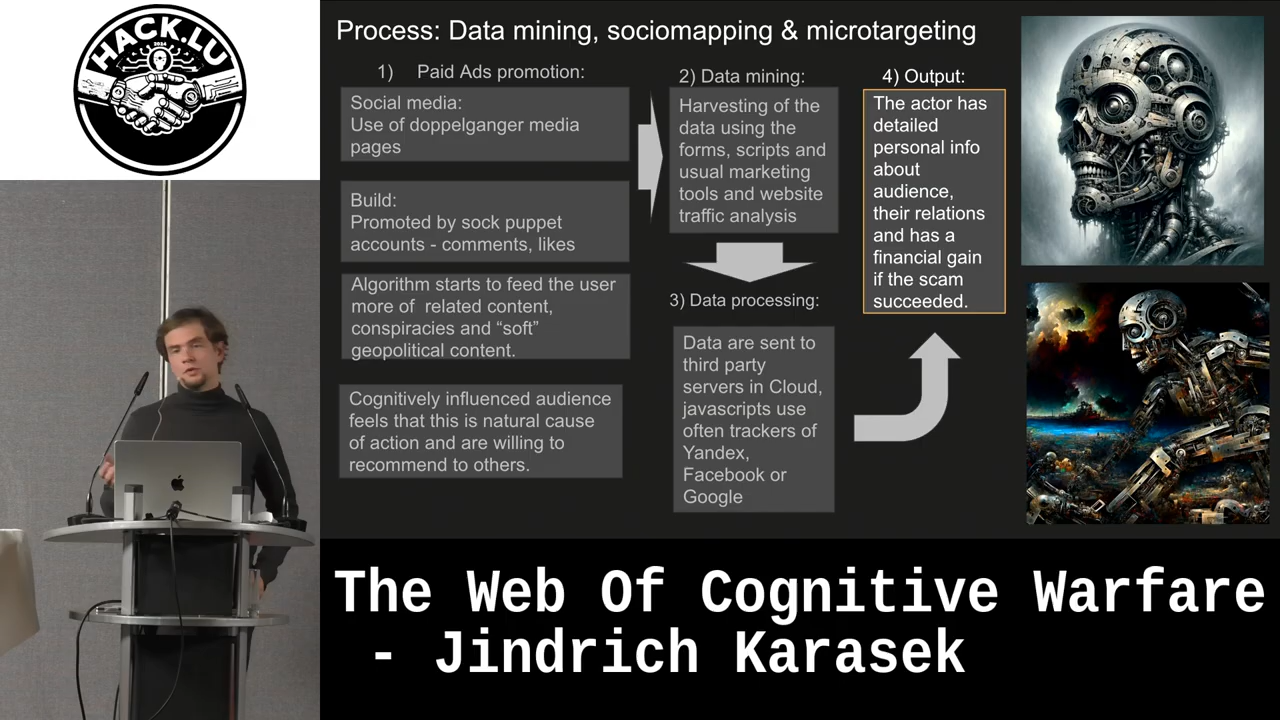 HACK.LU
2024
Process: Data mining, sociomapping & microtargeting
1) Paid Ads promotion:
Social media:
Use of doppelganger media
pages
Build:
Promoted by sock puppet
accounts - comments, likes
Algorithm starts to feed the user
more of related content,
conspiracies and “soft”
geopolitical content.
Cognitively influenced audience
feels that this is natural cause
of action and are willing to
recommend to others.
2) Data mining:
Harvesting of the
data using the
forms, scripts and
usual marketing
tools and website
traffic analysis
3) Data processing:
Data are sent to
third party
servers in Cloud,
javascripts use
often trackers of
Yandex,
Facebook or
Google
4) Output:
The actor has
detailed
personal info
about
audience,
their relations
and has a
financial gain
if the scam
succeeded.
The Web Of Cognitive Warfare
- Jindrich Karasek